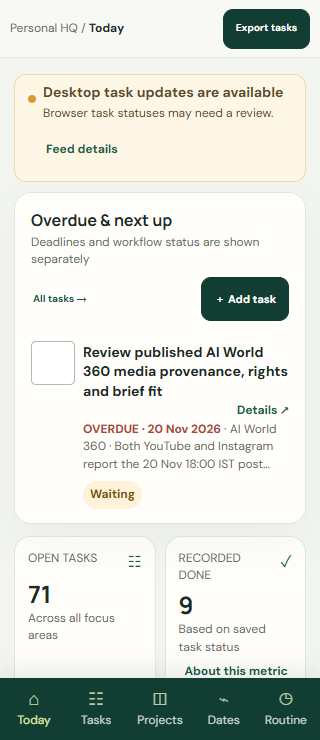 Personal HQ / Today
Export tasks
Desktop task updates are available
Browser task statuses may need a review.
Feed details
Overdue & next up
Deadlines and workflow status are shown
separately
All tasks →
+ Add task
Review published AI World
360 media provenance, rights
and brief fit
Details ↗
OVERDUE · 20 Nov 2026 · AI World
360 · Both YouTube and Instagram
report the 20 Nov 18:00 IST post…
Waiting
OPEN TASKS
71
Across all focus
areas
RECORDED
DONE
✓
9
Based on saved
task status
About this metric
Today
Tasks
Projects
Dates
Routine